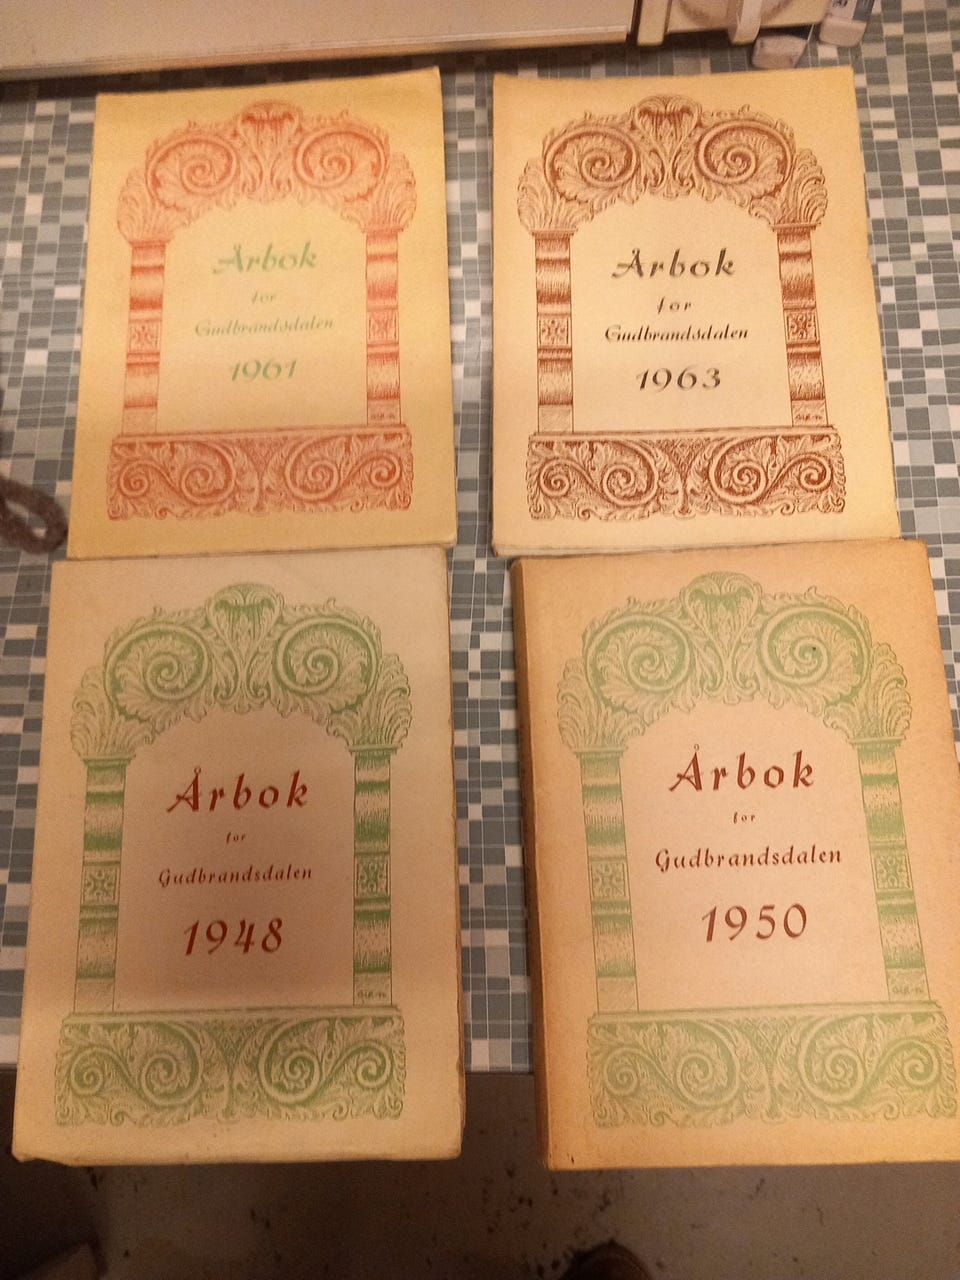 Årbok
for
Gudbrandsdalen
1961
Årbok
for
Gudbrandsdalen
1963
Årbok
for
Gudbrandsdalen
1948
Årbok
for
Gudbrandsdalen
1950